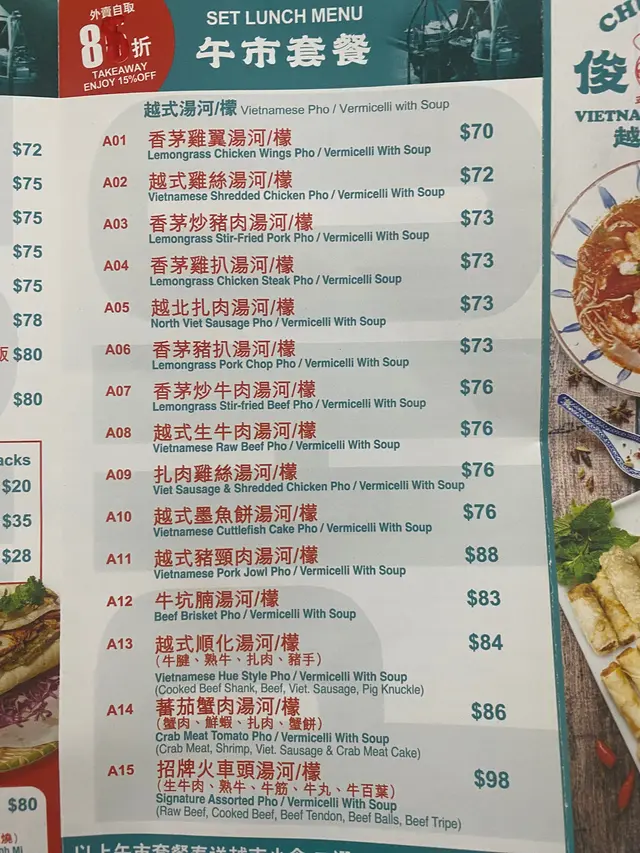 外賣自取
8 折
TAKEAWAY
ENJOY 15%OFF
SET LUNCH MENU
午市套餐
越式湯河/檬 Vietnamese Pho / Vermicelli with Soup
A01 香茅雞翼湯河/檬 $70
Lemongrass Chicken Wings Pho / Vermicelli With Soup
A02 越式雞絲湯河/檬 $72
Vietnamese Shredded Chicken Pho / Vermicelli With Soup
A03 香茅炒豬肉湯河/檬 $73
Lemongrass Stir-Fried Pork Pho / Vermicelli With Soup
A04 香茅雞扒湯河/檬 $73
Lemongrass Chicken Steak Pho / Vermicelli Soup
A05 越北扎肉湯河/檬 $73
North Viet Sausage Pho / Vermicelli With Soup
A06 香茅豬扒湯河/檬 $73
Lemongrass Pork Chop Pho / Vermicelli With Soup
A07 香茅炒牛肉湯河/檬 $76
Lemongrass Stir-fried Beef Pho / Vermicelli With Soup
A08 越式生牛肉湯河/檬 $76
Vietnamese Raw Beef Pho / Vermicelli With Soup
A09 扎肉雞絲湯河/檬 $76
Viet Sausage & Shredded Chicken Pho / Vermicelli With Soup
A10 越式墨魚餅湯河/檬 $76
Vietnamese Cuttlefish Cake Pho / Vermicelli With Soup
A11 越式豬頸肉湯河/檬 $88
Vietnamese Pork Jowl Pho / Vermicelli With Soup
A12 牛坑腩湯河/檬 $83
Beef Brisket Pho / Vermicelli With Soup
A13 越式順化湯河/檬 $84
(牛腱、熟牛、扎肉、豬手)
Vietnamese Hue Style Pho / Vermicelli With Soup
(Cooked Beef Shank, Beef, Viet. Sausage, Pig Knuckle)
A14 蕃茄蟹肉湯河/檬 $86
(蟹肉、鮮蝦、扎肉、蟹餅)
Crab Meat Tomato Pho / Vermicelli With Soup
(Crab Meat, Shrimp, Viet. Sausage & Crab Meat Cake)
A15 招牌火車頭湯河/檬 $98
(生牛肉、熟牛、牛筋、牛丸、牛百葉)
Signature Assorted Pho / Vermicelli With Soup
(Raw Beef, Cooked Beef, Beef Tendon, Beef Balls, Beef Tripe)
$72
$75
$75
$75
$75
$78
飯 $80
$80
acks
$20
$35
$28
$80
燒)
CH
俊
VIETNA
越